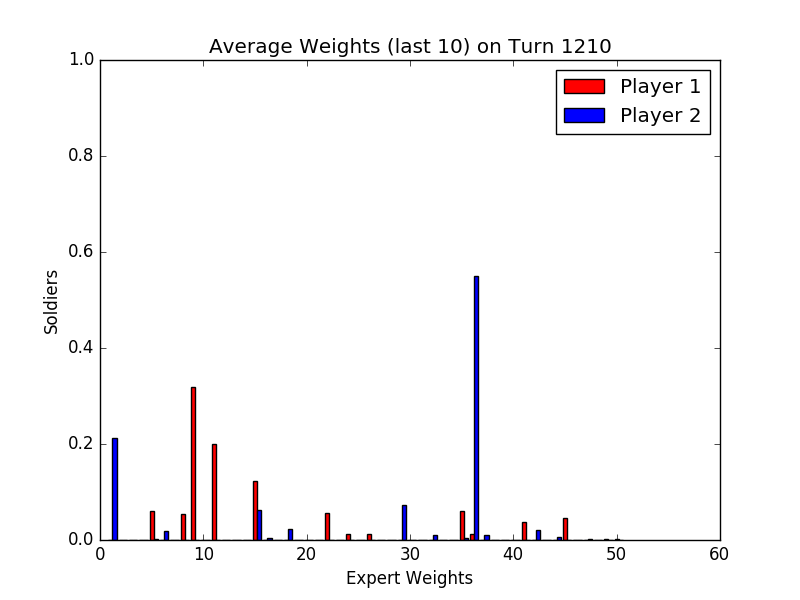 Average Weights (last 10) on Turn 1210
1.0
0.8
0.6
0.4
0.2
0.0
Soldiers
Player 1
Player 2
0 10 20 30 40 50 60
Expert Weights